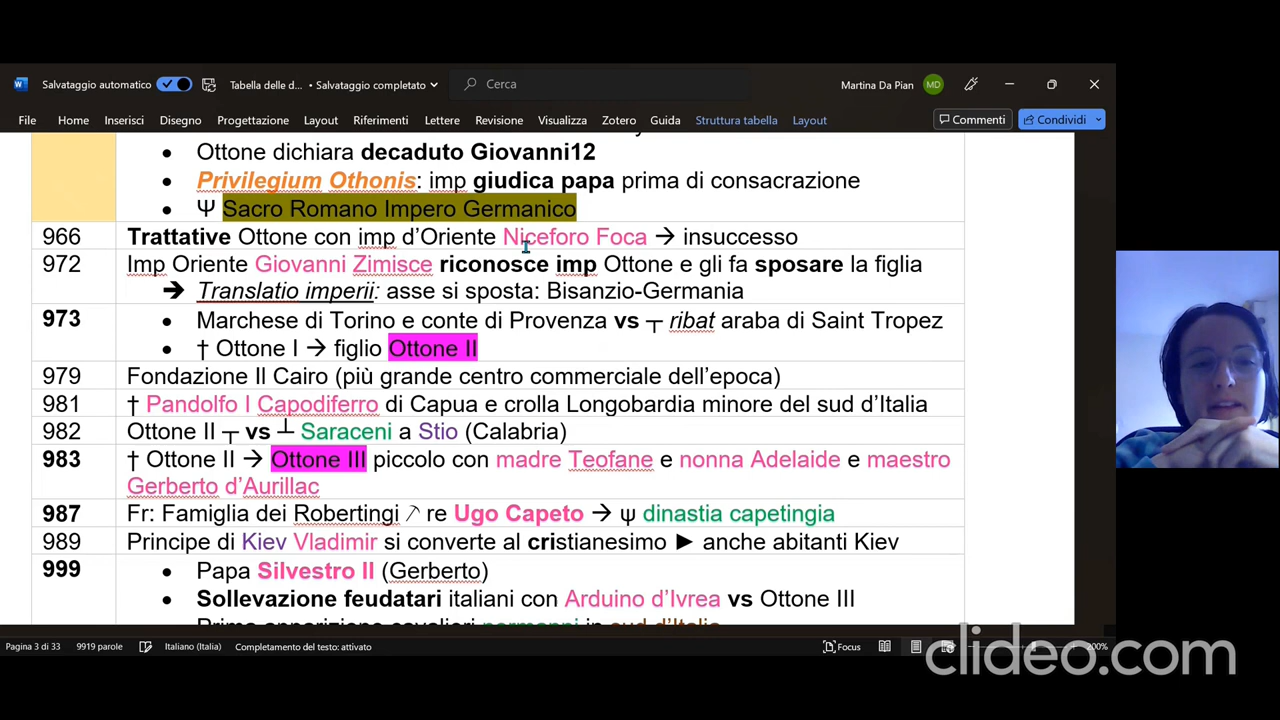 Salvataggio automatico
Tabella delle d... • Salvataggio completato
Cerca
Martina Da Pian
MD
File Home Inserisci Disegno Progettazione Layout Riferimenti Lettere Revisione Visualizza Zotero Guida Struttura tabella Layout
Commenti
Condividi
• Ottone dichiara decaduto Giovanni12
• Privilegium Othonis: imp giudica papa prima di consacrazione
• Ψ Sacro Romano Impero Germanico
966 Trattative Ottone con imp d'Oriente Niceforo Foca → insuccesso
972 Imp Oriente Giovanni Zimisce riconosce imp Ottone e gli fa sposare la figlia
➔ Translatio imperii: asse si sposta: Bisanzio-Germania
973 • Marchese di Torino e conte di Provenza vs ┬ ribat araba di Saint Tropez
• † Ottone I → figlio Ottone II
979 Fondazione Il Cairo (più grande centro commerciale dell'epoca)
981 † Pandolfo I Capodiferro di Capua e crolla Longobardia minore del sud d'Italia
982 Ottone II ┬ vs ┴ Saraceni a Stio (Calabria)
983 † Ottone II → Ottone III piccolo con madre Teofane e nonna Adelaide e maestro
Gerberto d'Aurillac
987 Fr: Famiglia dei Robertingi ↗ re Ugo Capeto → ψ dinastia capetingia
989 Principe di Kiev Vladimir si converte al cristianesimo ► anche abitanti Kiev
999 • Papa Silvestro II (Gerberto)
• Sollevazione feudatari italiani con Arduino d'Ivrea vs Ottone III
Prima apparizione cavalieri normanni in sud d'Italia
Pagina 3 di 33 9919 parole Italiano (Italia) Completamento del testo: attivato
Focus
200%
clideo.com